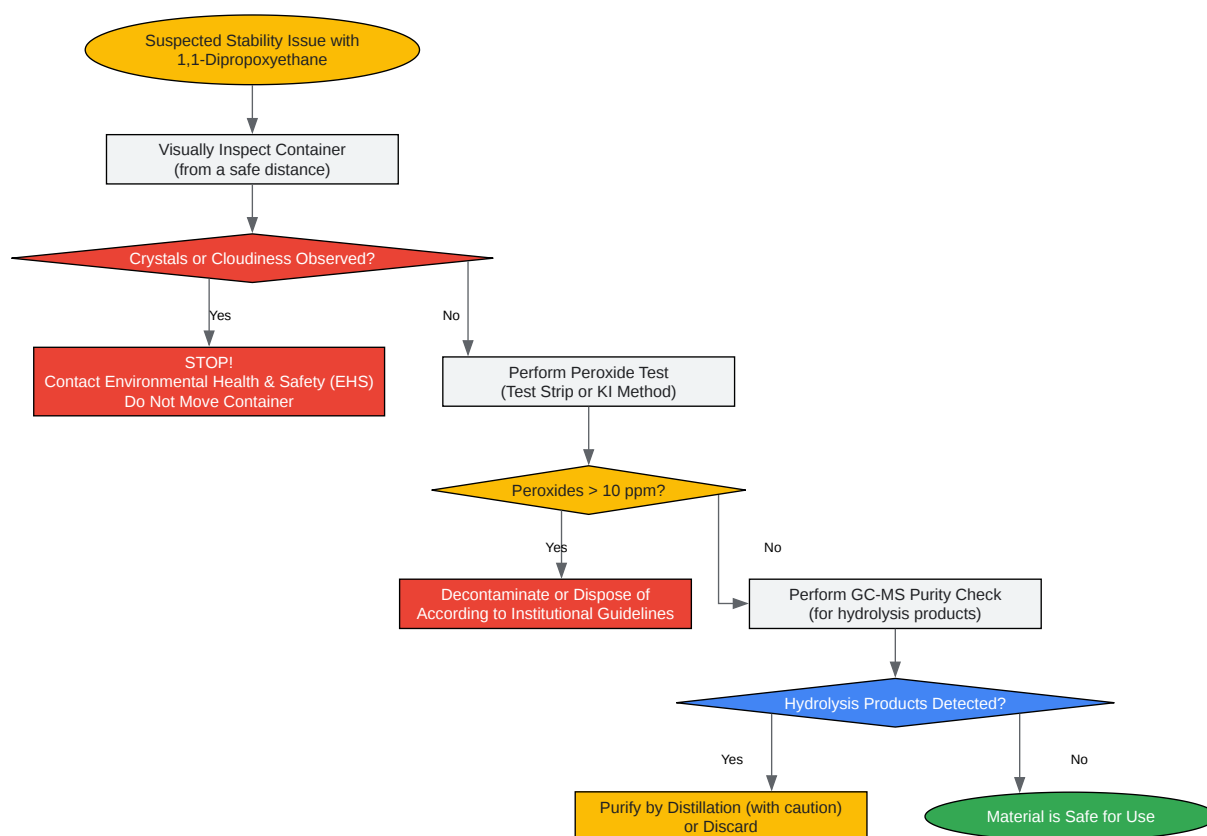 Suspected Stability Issue with
1,1-Dipropoxyethane
Visually Inspect Container
(from a safe distance)
Crystals or Cloudiness Observed?
Yes
No
STOP!
Contact Environmental Health & Safety (EHS)
Do Not Move Container
Perform Peroxide Test
(Test Strip or KI Method)
Peroxides > 10 ppm?
Yes
No
Decontaminate or Dispose of
According to Institutional Guidelines
Perform GC-MS Purity Check
(for hydrolysis products)
Hydrolysis Products Detected?
Yes
No
Purify by Distillation (with caution)
or Discard
Material is Safe for Use